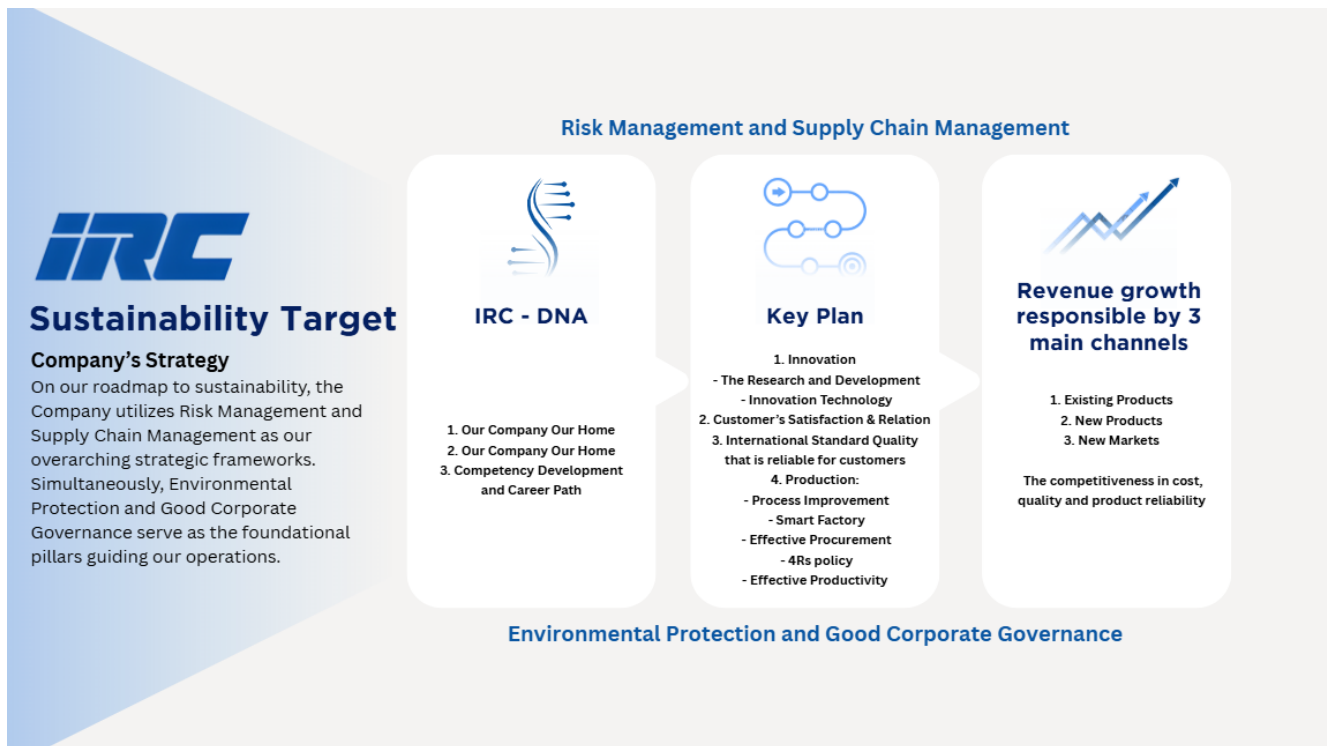 IRC
Sustainability Target
Company's Strategy
On our roadmap to sustainability, the
Company utilizes Risk Management and
Supply Chain Management as our
overarching strategic frameworks.
Simultaneously, Environmental
Protection and Good Corporate
Governance serve as the foundational
pillars guiding our operations.
Risk Management and Supply Chain Management
IRC - DNA
1. Our Company Our Home
2. Our Company Our Home
3. Competency Development
and Career Path
Key Plan
1. Innovation
- The Research and Development
- Innovation Technology
2. Customer's Satisfaction & Relation
3. International Standard Quality
that is reliable for customers
4. Production:
- Process Improvement
- Smart Factory
- Effective Procurement
- 4Rs policy
- Effective Productivity
Revenue growth
responsible by 3
main channels
1. Existing Products
2. New Products
3. New Markets
The competitiveness in cost,
quality and product reliability
Environmental Protection and Good Corporate Governance